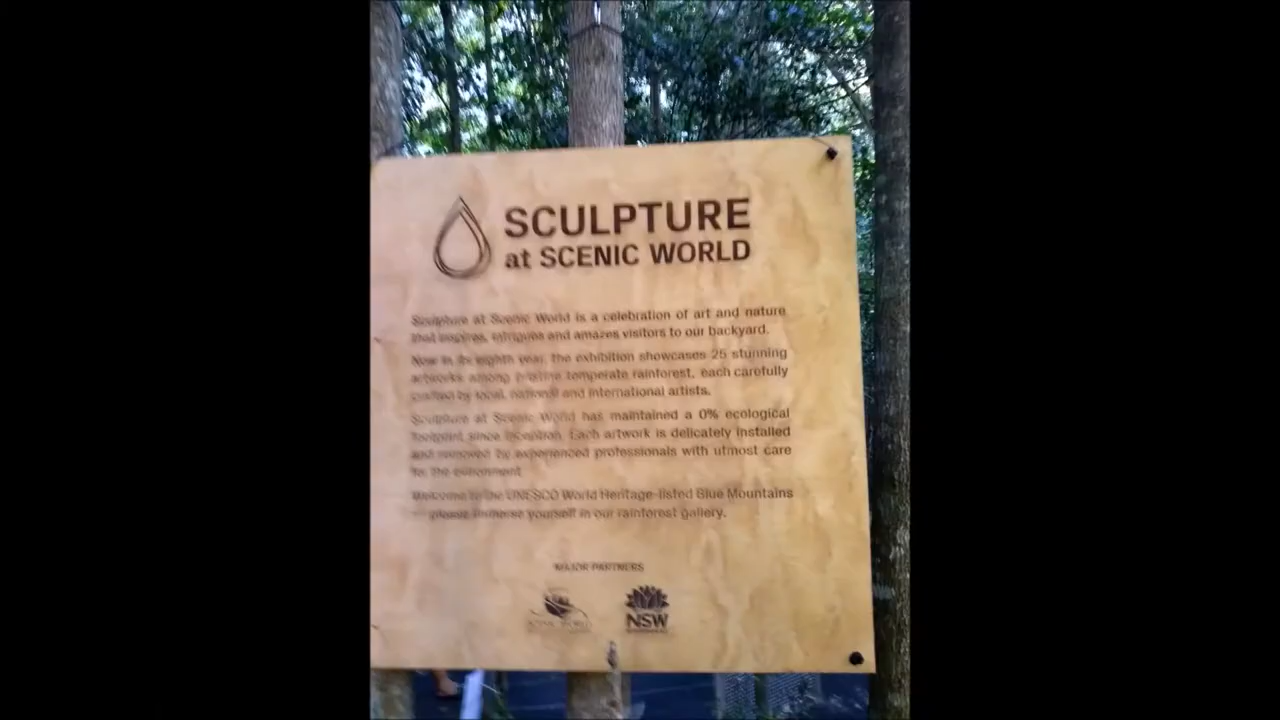 SCULPTURE
at SCENIC WORLD
Sculpture at Scenic World is a celebration of art and nature
that inspires, intrigues and amazes visitors to our backyard.
Now in its eighth year, the exhibition showcases 25 stunning
artworks among pristine temperate rainforest, each carefully
crafted by local, national and international artists.
Sculpture at Scenic World has maintained a 0% ecological
footprint since inception. Each artwork is delicately installed
and removed by experienced professionals with utmost care
for the environment.
Welcome to the UNESCO World Heritage-listed Blue Mountains
— please immerse yourself in our rainforest gallery.
MAJOR PARTNERS
SCENIC WORLD
NSW